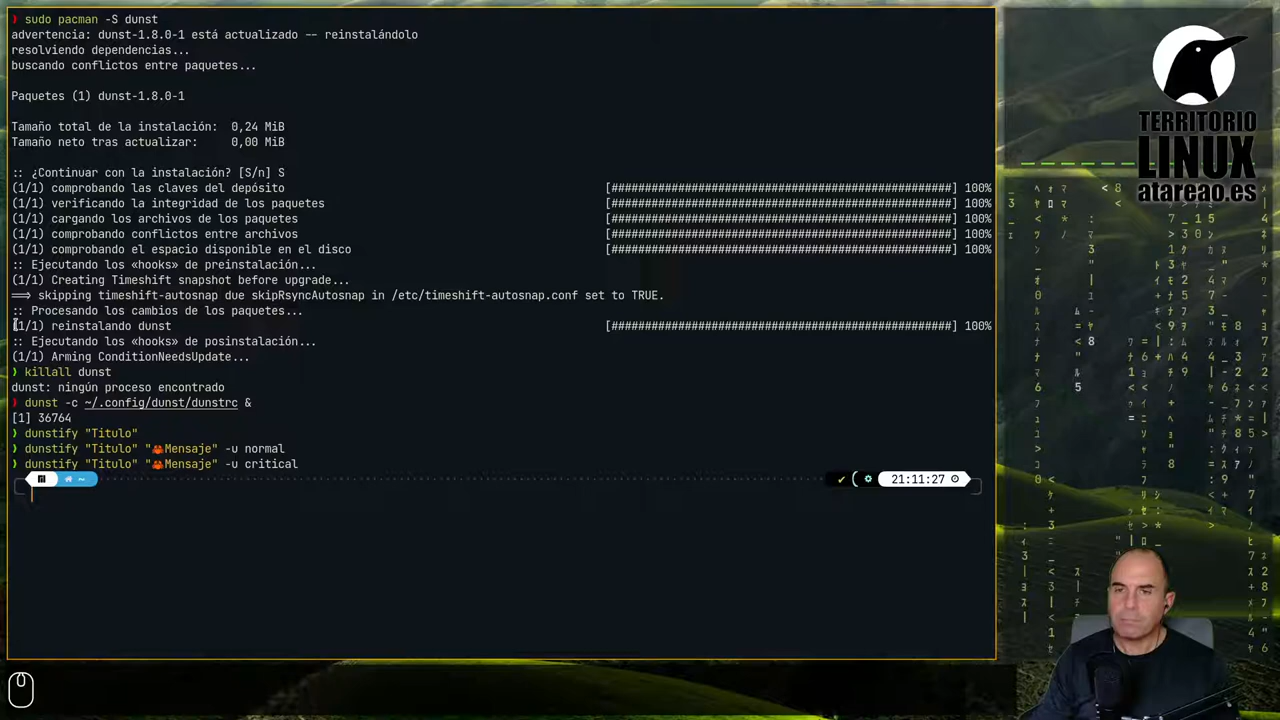 ❯ sudo pacman -S dunst
advertencia: dunst-1.8.0-1 está actualizado -- reinstalándolo
resolviendo dependencias...
buscando conflictos entre paquetes...
Paquetes (1) dunst-1.8.0-1
Tamaño total de la instalación: 0,24 MiB
Tamaño neto tras actualizar: 0,00 MiB
:: ¿Continuar con la instalación? [S/n] S
(1/1) comprobando las claves del depósito [###################################################] 100%
(1/1) verificando la integridad de los paquetes [###################################################] 100%
(1/1) cargando los archivos de los paquetes [###################################################] 100%
(1/1) comprobando conflictos entre archivos [###################################################] 100%
(1/1) comprobando el espacio disponible en el disco [###################################################] 100%
:: Ejecutando los «hooks» de preinstalación...
(1/1) Creating Timeshift snapshot before upgrade...
==> skipping timeshift-autosnap due skipRsyncAutosnap in /etc/timeshift-autosnap.conf set to TRUE.
:: Procesando los cambios de los paquetes...
(1/1) reinstalando dunst [###################################################] 100%
:: Ejecutando los «hooks» de posinstalación...
(1/1) Arming ConditionNeedsUpdate...
❯ killall dunst
dunst: ningún proceso encontrado
❯ dunst -c ~/.config/dunst/dunstrc &
[1] 36764
❯ dunstify "Titulo"
❯ dunstify "Titulo" "🦀Mensaje" -u normal
❯ dunstify "Titulo" "🦀Mensaje" -u critical
~ ✔ 21:11:27
TERRITORIO
LINUX
atareao.es